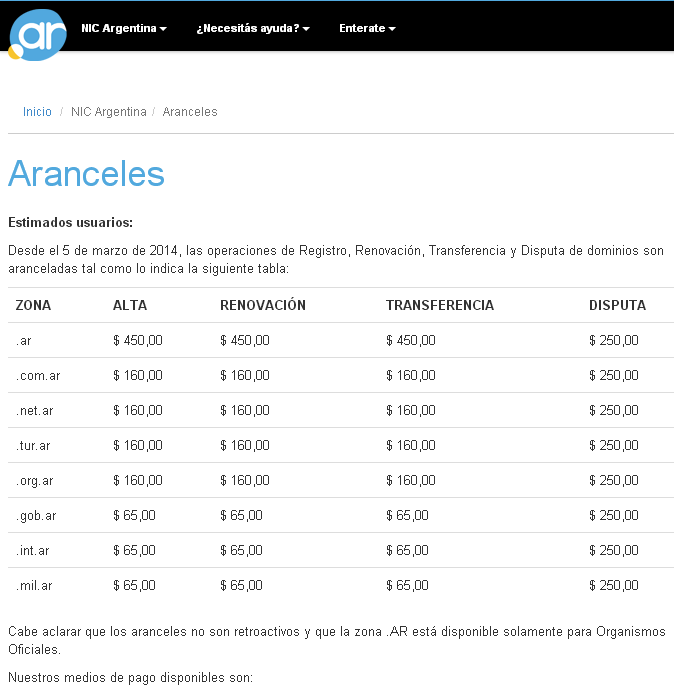 .ar NIC Argentina ¿Necesitás ayuda? Enterate
Inicio / NIC Argentina / Aranceles
Aranceles
Estimados usuarios:
Desde el 5 de marzo de 2014, las operaciones de Registro, Renovación, Transferencia y Disputa de dominios son
aranceladas tal como lo indica la siguiente tabla:
ZONA ALTA RENOVACIÓN TRANSFERENCIA DISPUTA
.ar $ 450,00 $ 450,00 $ 450,00 $ 250,00
.com.ar $ 160,00 $ 160,00 $ 160,00 $ 250,00
.net.ar $ 160,00 $ 160,00 $ 160,00 $ 250,00
.tur.ar $ 160,00 $ 160,00 $ 160,00 $ 250,00
.org.ar $ 160,00 $ 160,00 $ 160,00 $ 250,00
.gob.ar $ 65,00 $ 65,00 $ 65,00 $ 250,00
.int.ar $ 65,00 $ 65,00 $ 65,00 $ 250,00
.mil.ar $ 65,00 $ 65,00 $ 65,00 $ 250,00
Cabe aclarar que los aranceles no son retroactivos y que la zona .AR está disponible solamente para Organismos
Oficiales.
Nuestros medios de pago disponibles son: